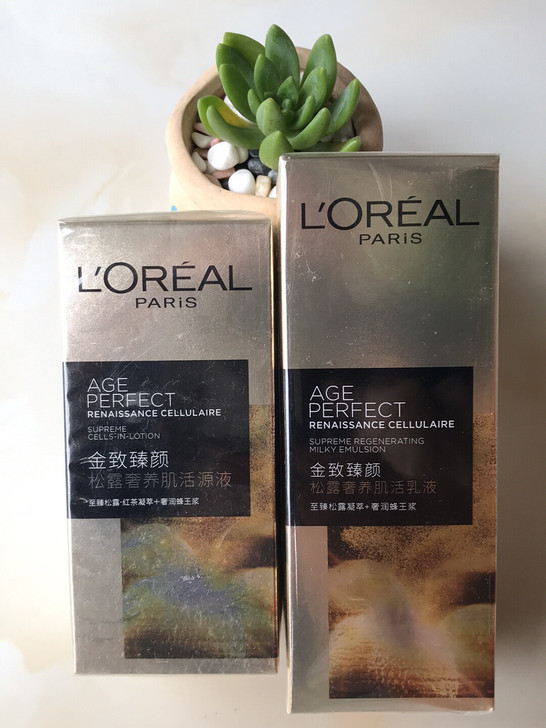 L'ORÉAL
PARIS
AGE
PERFECT
RENAISSANCE CELLULAIRE
SUPREME
CELLS-IN-LOTION
金致臻颜
松露奢养肌活源液
至臻松露·红茶凝萃+奢润蜂王浆
L'ORÉAL
PARIS
AGE
PERFECT
RENAISSANCE CELLULAIRE
SUPREME REGENERATING
MILKY EMULSION
金致臻颜
松露奢养肌活乳液
至臻松露凝萃+奢润蜂王浆